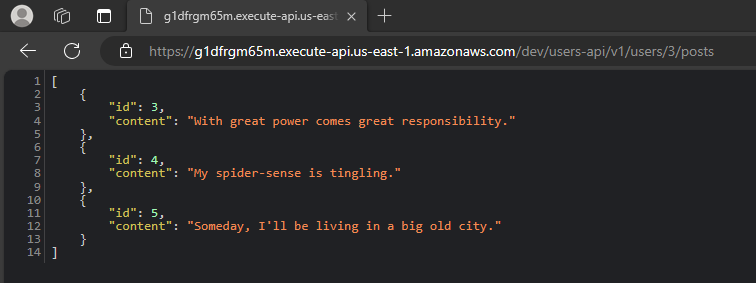 g1dfrgm65m.execute-api.us-east
https://g1dfrgm65m.execute-api.us-east-1.amazonaws.com/dev/users-api/v1/users/3/posts
1 [
2     {
3         "id": 3,
4         "content": "With great power comes great responsibility."
5     },
6     {
7         "id": 4,
8         "content": "My spider-sense is tingling."
9     },
10     {
11         "id": 5,
12         "content": "Someday, I'll be living in a big old city."
13     }
14 ]